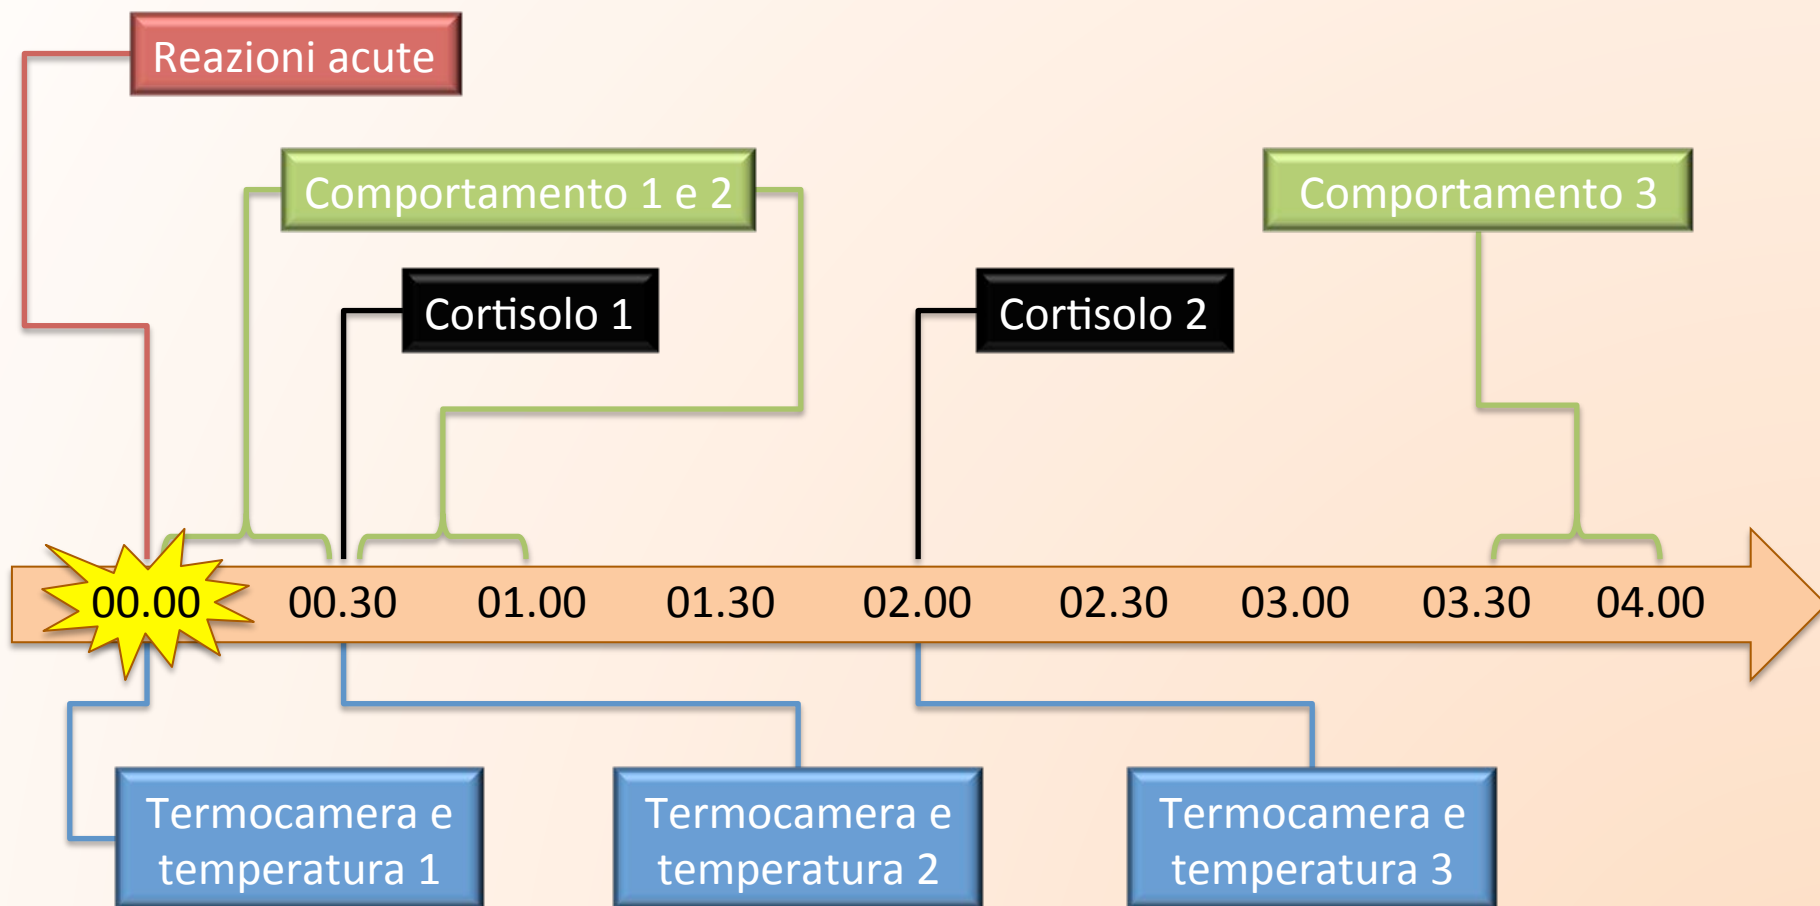 Reazioni acute
Comportamento 1 e 2
Comportamento 3
Cortisolo 1
Cortisolo 2
00.00
00.30
01.00
01.30
02.00
02.30
03.00
03.30
04.00
Termocamera e
temperatura 1
Termocamera e
temperatura 2
Termocamera e
temperatura 3